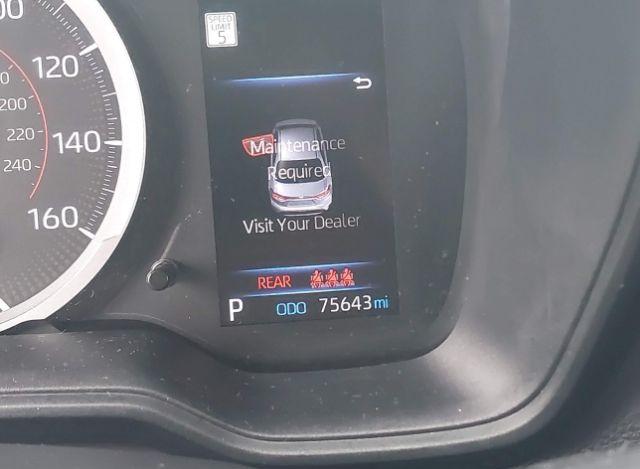 SPEED
LIMIT
5
120
200
220
140
240
160
Maintenance
Required
Visit Your Dealer
REAR
P ODO 75643 mi